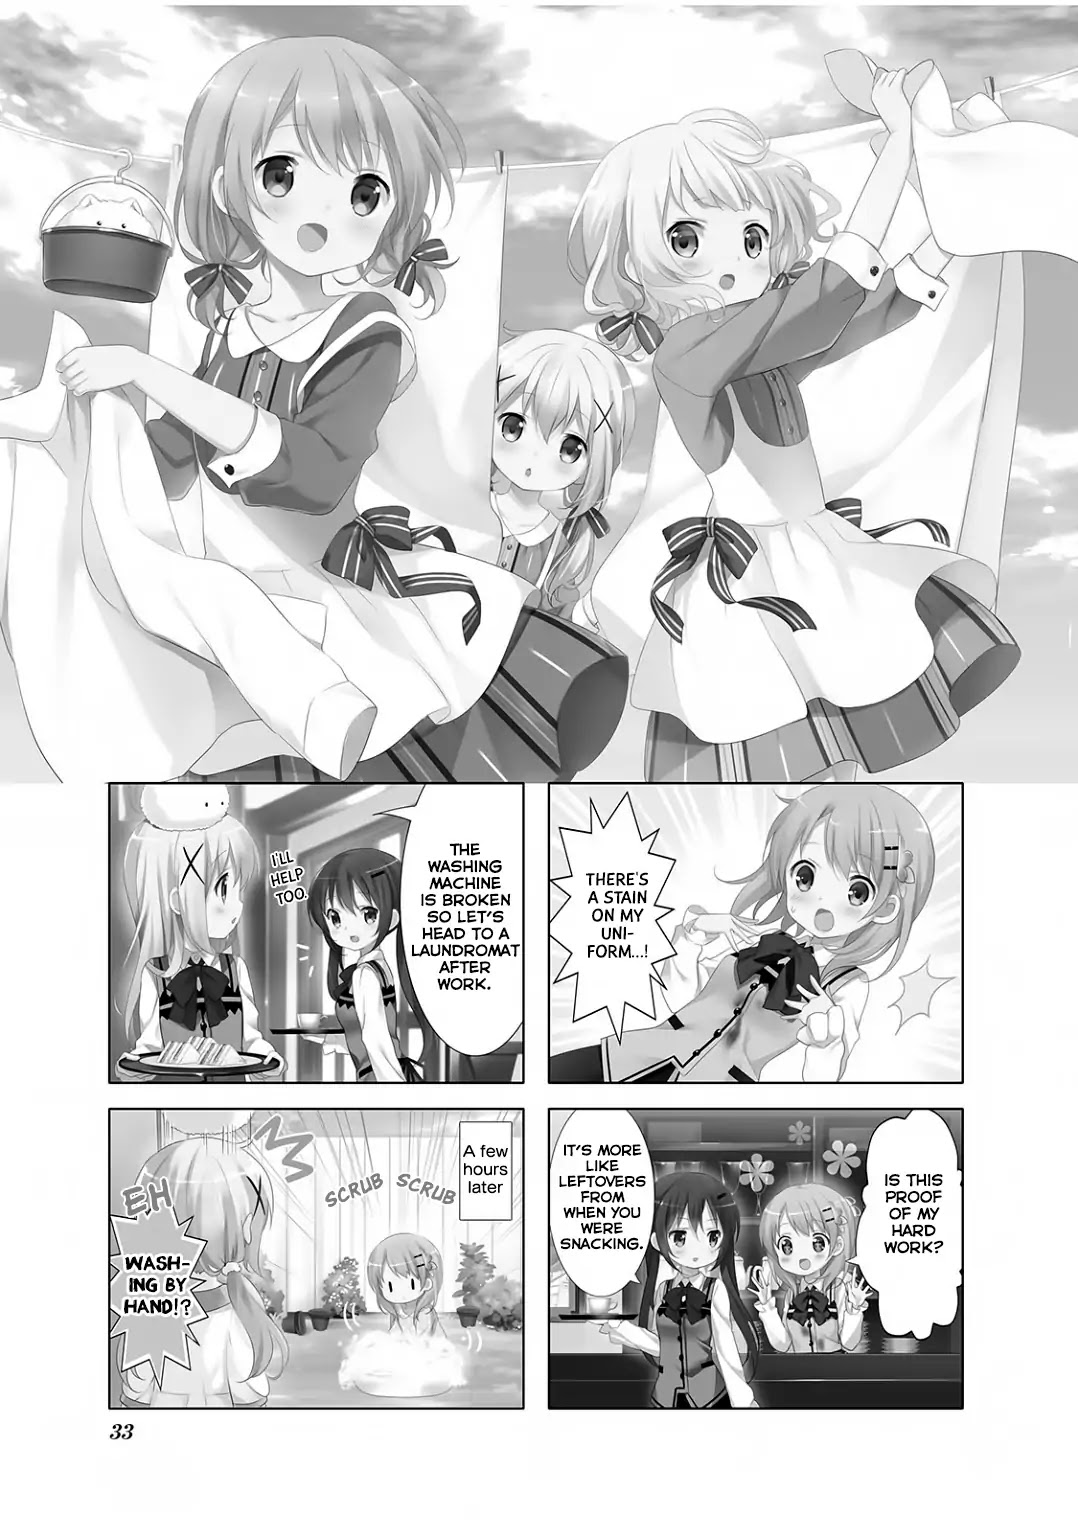 THERE'S
A STAIN
ON MY
UNI-
FORM...!
IS THIS
PROOF
OF MY
HARD
WORK?
IT'S MORE
LIKE
LEFTOVERS
FROM
WHEN YOU
WERE
SNACKING.
THE
WASHING
MACHINE
IS BROKEN
SO LET'S
HEAD TO A
LAUNDROMAT
AFTER
WORK.
I'LL
HELP
TOO.
A few
hours
later
SCRUB SCRUB
EH
WASH-
ING BY
HAND!?
33